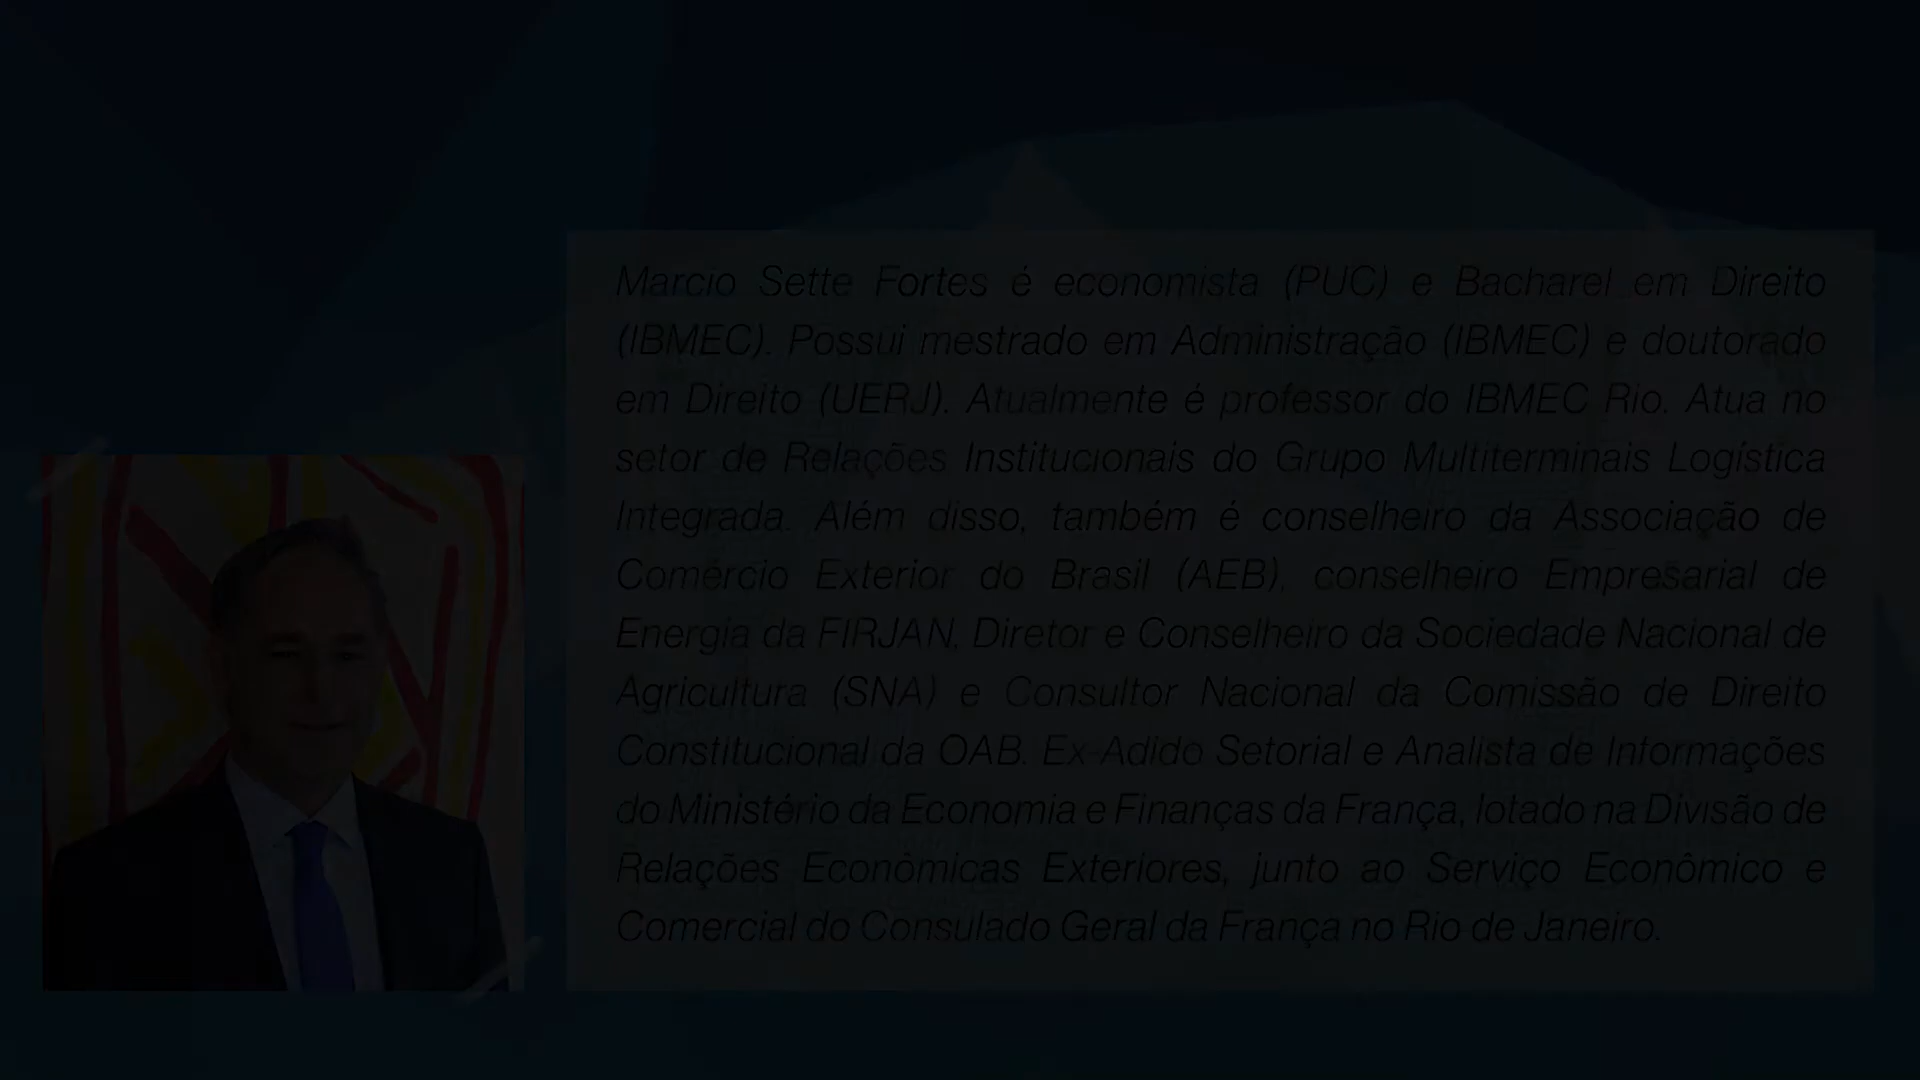 Marcio Sette Fortes é economista (PUC) e Bacharel em Direito
(IBMEC). Possui mestrado em Administração (IBMEC) e doutorado
em Direito (UERJ). Atualmente é professor do IBMEC Rio. Atua no
setor de Relações Institucionais do Grupo Multiterminais Logística
Integrada. Além disso, também é conselheiro da Associação de
Comércio Exterior do Brasil (AEB), conselheiro Empresarial de
Energia da FIRJAN, Diretor e Conselheiro da Sociedade Nacional de
Agricultura (SNA) e Consultor Nacional da Comissão de Direito
Constitucional da OAB. Ex-Adido Setorial e Analista de Informações
do Ministério da Economia e Finanças da França, lotado na Divisão de
Relações Econômicas Exteriores, junto ao Serviço Econômico e
Comercial do Consulado Geral da França no Rio de Janeiro.